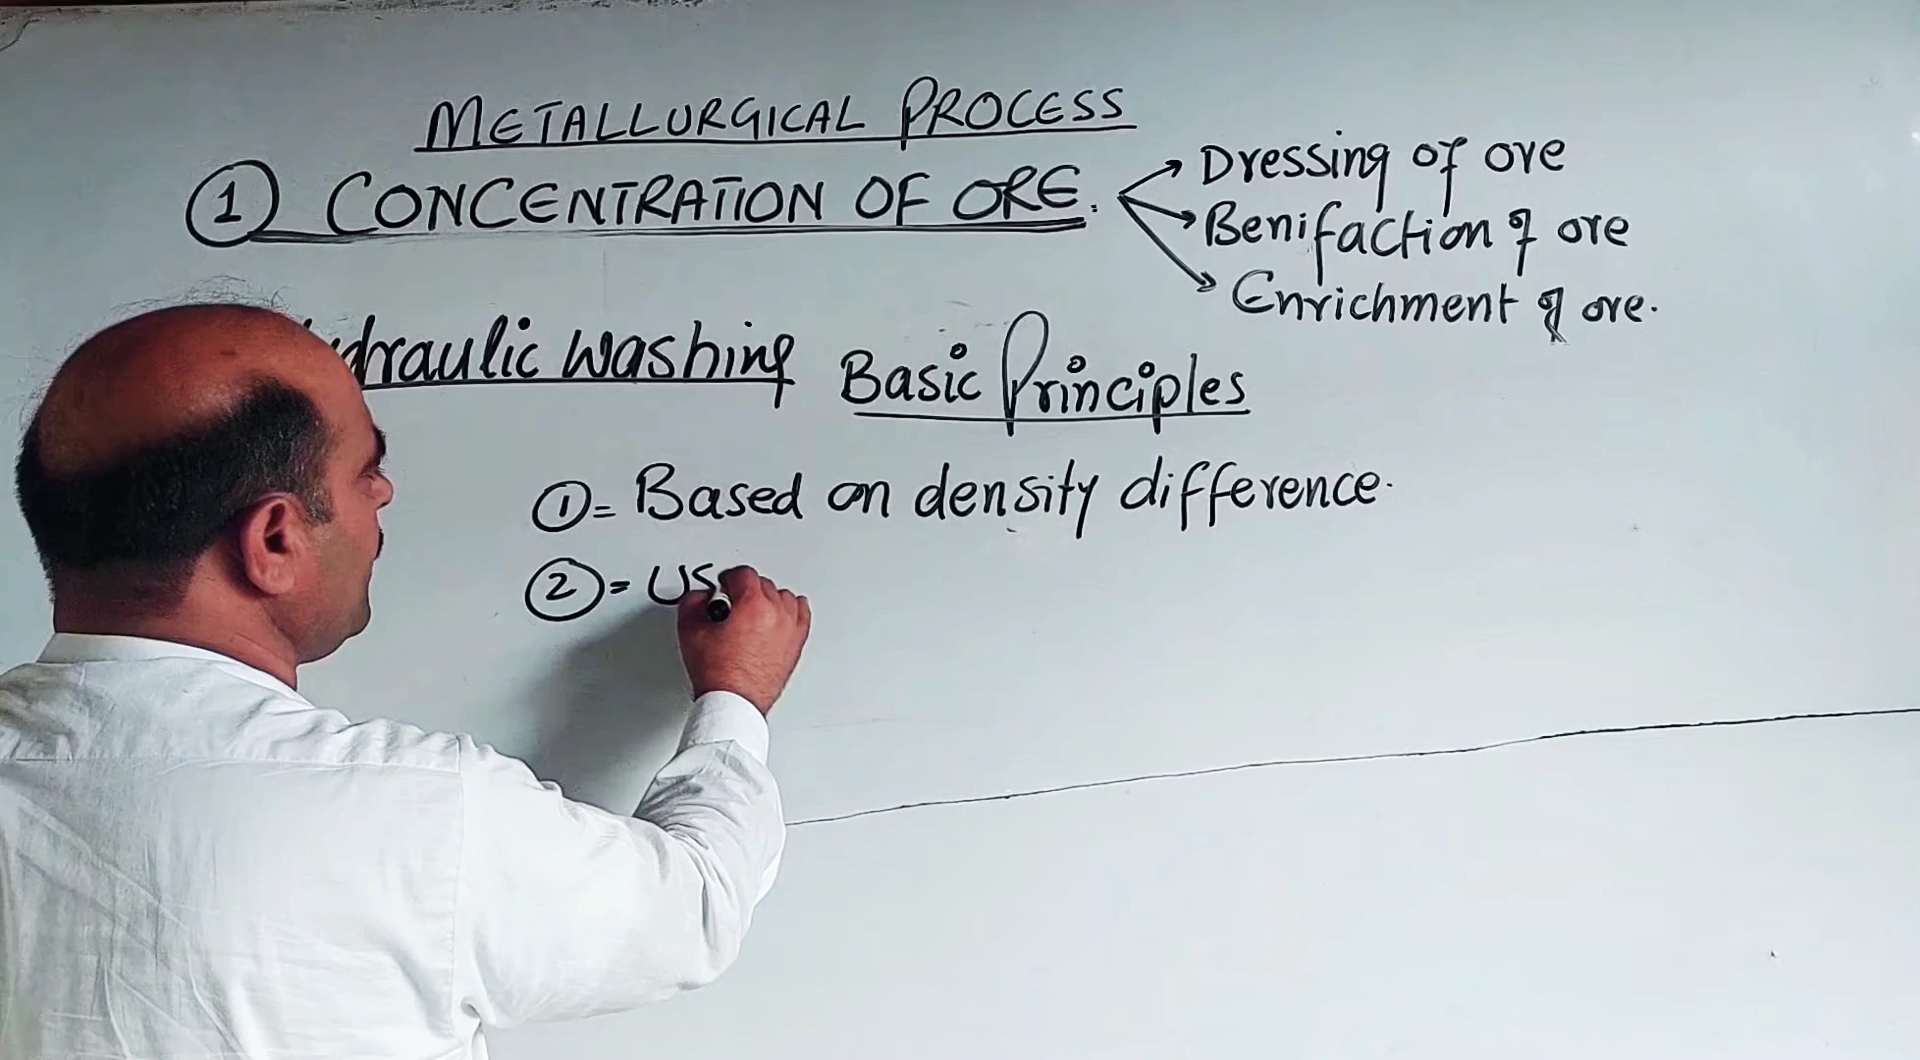 METALLURGICAL PROCESS
① CONCENTRATION OF ORE.
Dressing of ore
Benifaction of ore
Enrichment of ore.
draulic washing Basic Principles
①= Based on density difference.
②= US